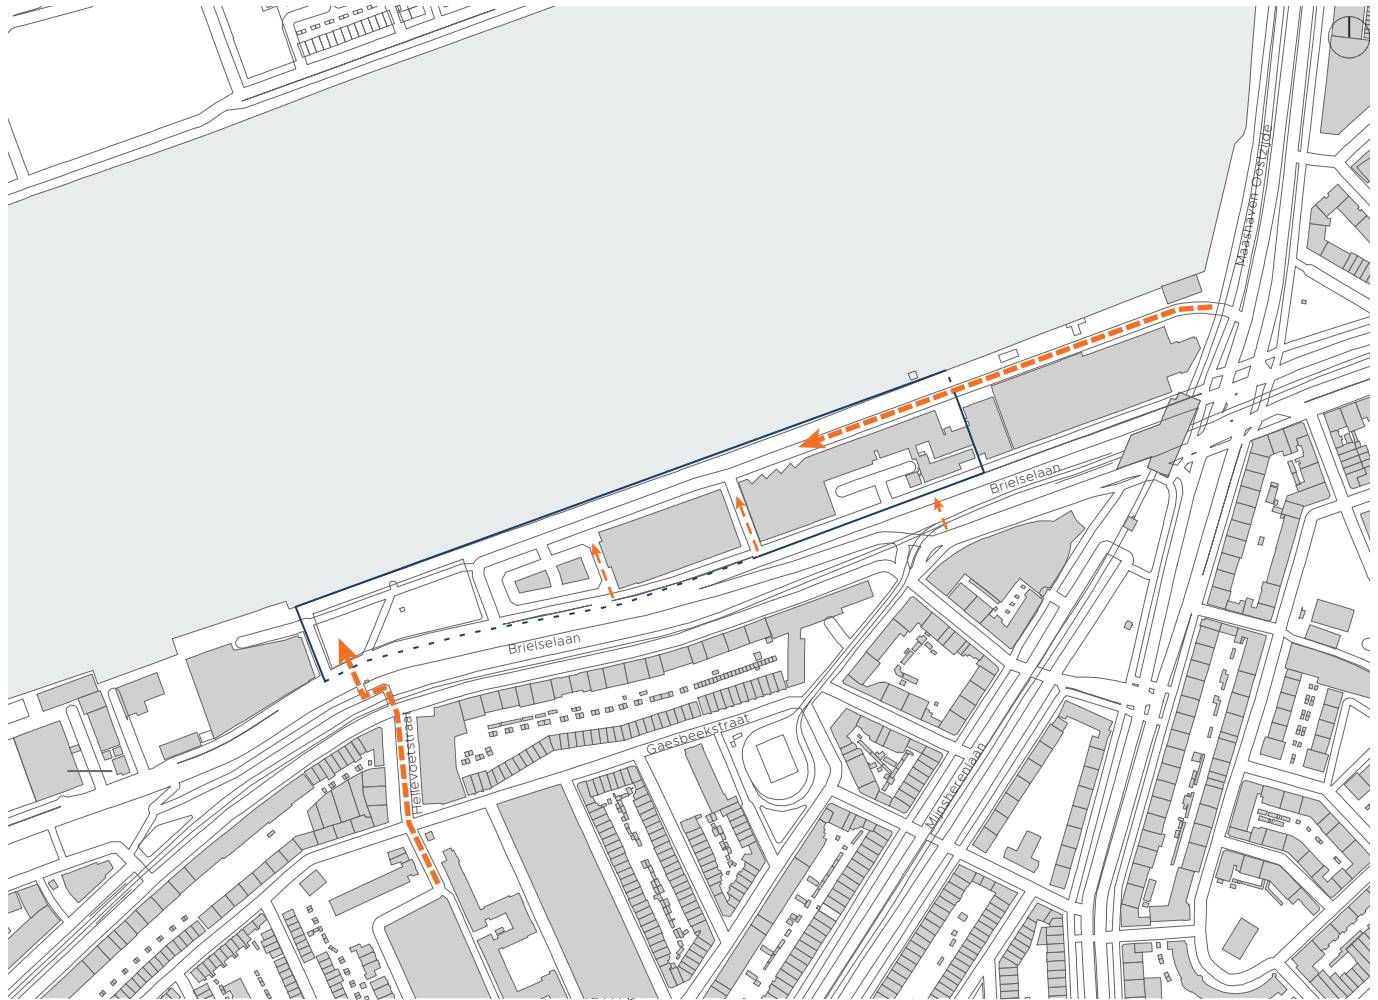 Maashaven Oostzijde
Brielselaan
Brielselaan
Gaesbeekstraat
Hellevoetstraat
Mijnsherenlaan